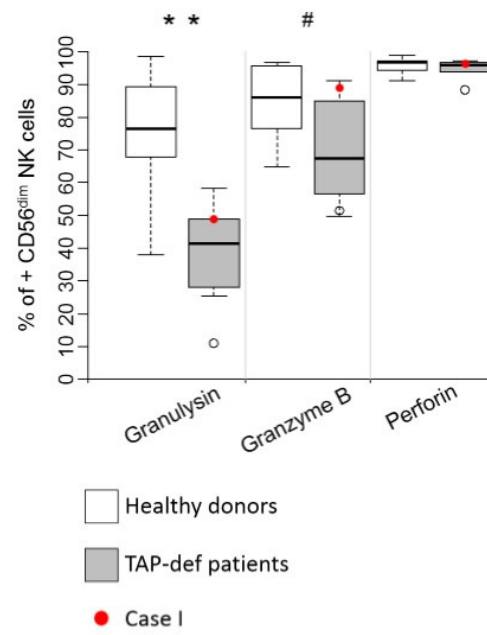 * * #
100
90
80
70
60
50
40
30
20
10
0
% of + CD56dim NK cells
Granulysin Granzyme B Perforin
Healthy donors
TAP-def patients
Case I